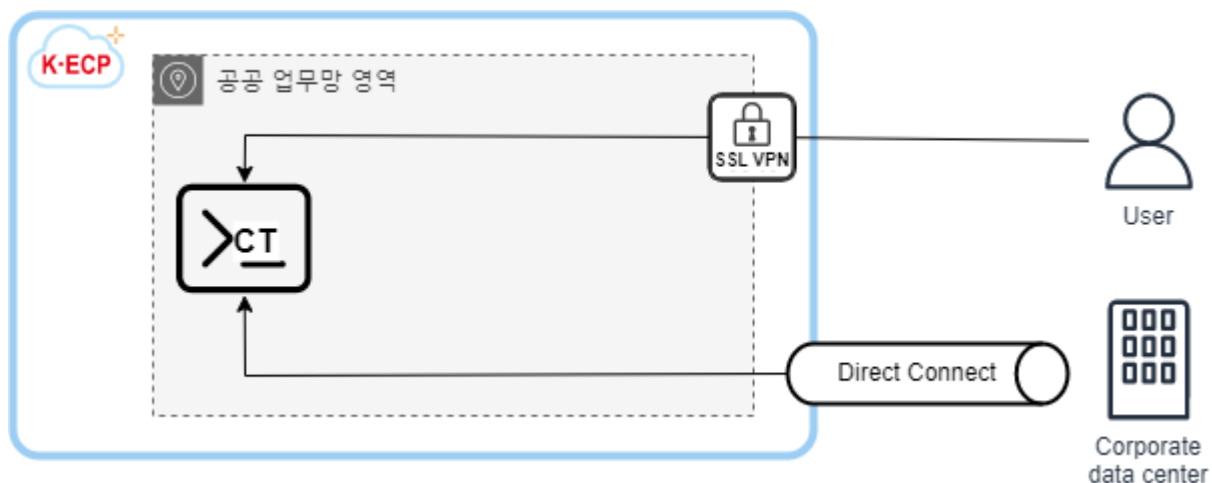 K·ECP
공공 업무망 영역
SSL VPN
CT
User
Direct Connect
Corporate
data center